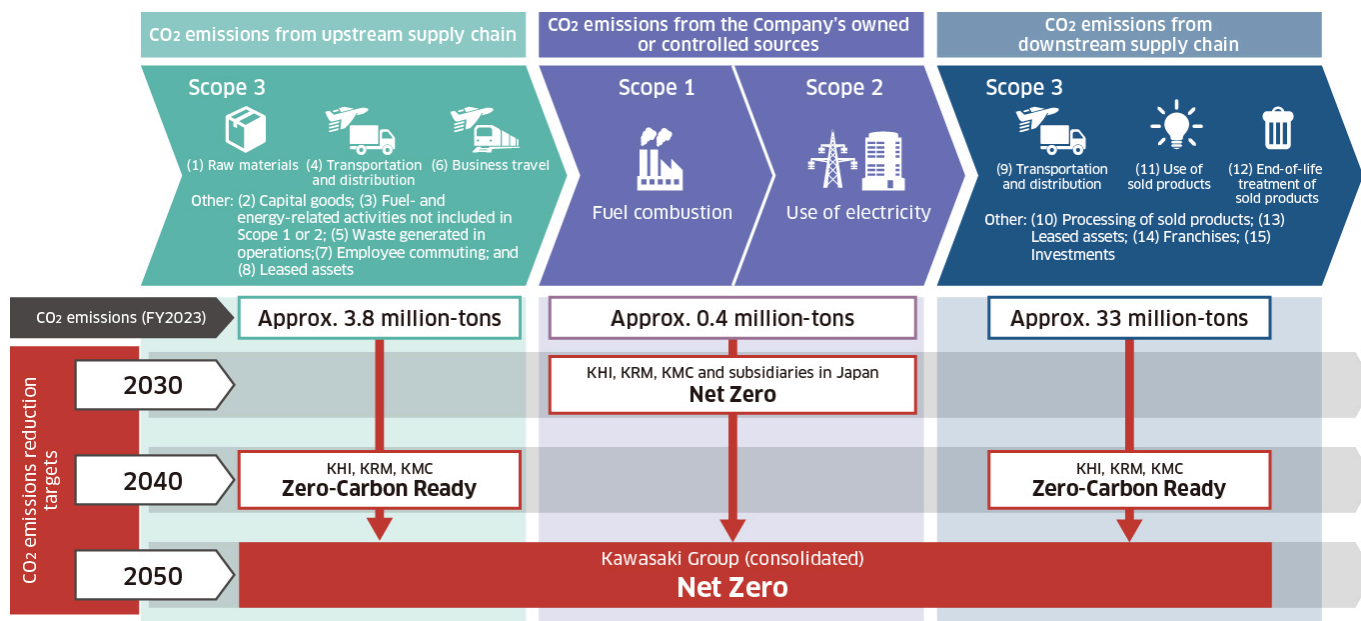 CO2 emissions from upstream supply chain
CO2 emissions from the Company's owned
or controlled sources
CO2 emissions from
downstream supply chain
Scope 3
(1) Raw materials
(4) Transportation
and distribution
(6) Business travel
Other: (2) Capital goods; (3) Fuel- and
energy-related activities not included in
Scope 1 or 2; (5) Waste generated in
operations;(7) Employee commuting; and
(8) Leased assets
Scope 1
Fuel combustion
Scope 2
Use of electricity
Scope 3
(9) Transportation
and distribution
(11) Use of
sold products
(12) End-of-life
treatment of
sold products
Other: (10) Processing of sold products; (13)
Leased assets; (14) Franchises; (15)
Investments
CO2 emissions (FY2023)
Approx. 3.8 million-tons
Approx. 0.4 million-tons
Approx. 33 million-tons
CO2 emissions reduction
targets
2030
KHI, KRM, KMC and subsidiaries in Japan
Net Zero
2040
KHI, KRM, KMC
Zero-Carbon Ready
KHI, KRM, KMC
Zero-Carbon Ready
2050
Kawasaki Group (consolidated)
Net Zero